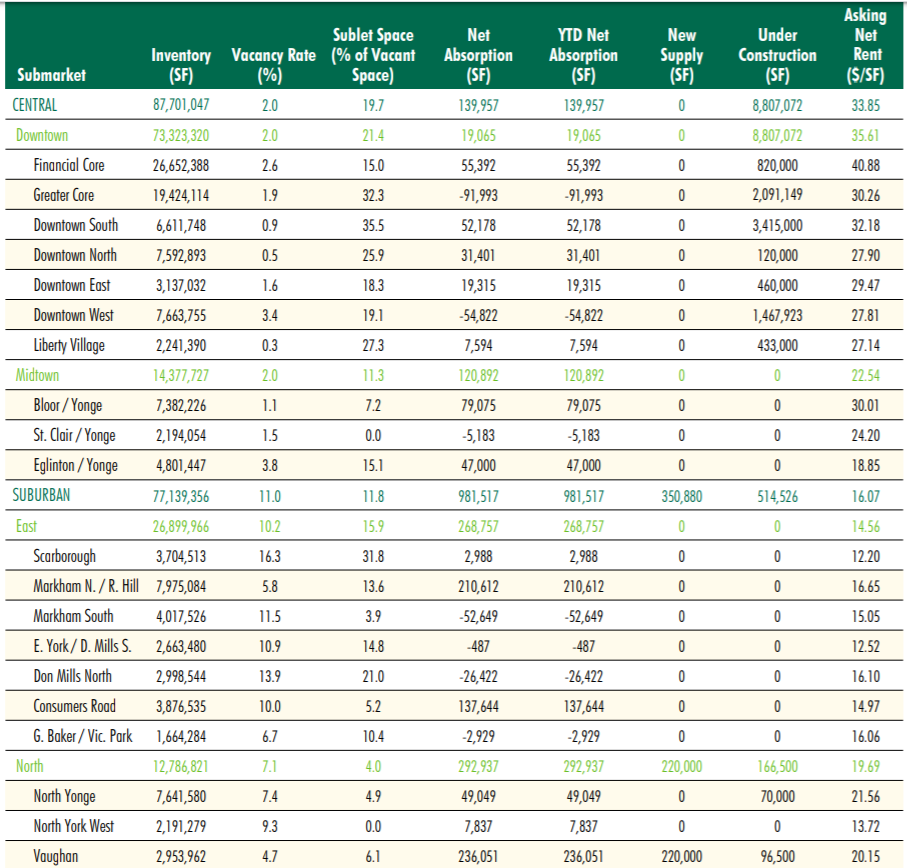 Submarket Inventory (SF) Vacancy Rate (%) Sublet Space (% of Vacant Space) Net Absorption (SF) YTD Net Absorption (SF) New Supply (SF) Under Construction (SF) Asking Net Rent ($/SF)
CENTRAL 87,701,047 2.0 19.7 139,957 139,957 0 8,807,072 33.85
Downtown 73,323,320 2.0 21.4 19,065 19,065 0 8,807,072 35.61
Financial Core 26,652,388 2.6 15.0 55,392 55,392 0 820,000 40.88
Greater Core 19,424,114 1.9 32.3 -91,993 -91,993 0 2,091,149 30.26
Downtown South 6,611,748 0.9 35.5 52,178 52,178 0 3,415,000 32.18
Downtown North 7,592,893 0.5 25.9 31,401 31,401 0 120,000 27.90
Downtown East 3,137,032 1.6 18.3 19,315 19,315 0 460,000 29.47
Downtown West 7,663,755 3.4 19.1 -54,822 -54,822 0 1,467,923 27.81
Liberty Village 2,241,390 0.3 27.3 7,594 7,594 0 433,000 27.14
Midtown 14,377,727 2.0 11.3 120,892 120,892 0 0 22.54
Bloor / Yonge 7,382,226 1.1 7.2 79,075 79,075 0 0 30.01
St. Clair / Yonge 2,194,054 1.5 0.0 -5,183 -5,183 0 0 24.20
Eglinton / Yonge 4,801,447 3.8 15.1 47,000 47,000 0 0 18.85
SUBURBAN 77,139,356 11.0 11.8 981,517 981,517 350,880 514,526 16.07
East 26,899,966 10.2 15.9 268,757 268,757 0 0 14.56
Scarborough 3,704,513 16.3 31.8 2,988 2,988 0 0 12.20
Markham N. / R. Hill 7,975,084 5.8 13.6 210,612 210,612 0 0 16.65
Markham South 4,017,526 11.5 3.9 -52,649 -52,649 0 0 15.05
E. York / D. Mills S. 2,663,480 10.9 14.8 -487 -487 0 0 12.52
Don Mills North 2,998,544 13.9 21.0 -26,422 -26,422 0 0 16.10
Consumers Road 3,876,535 10.0 5.2 137,644 137,644 0 0 14.97
G. Baker / Vic. Park 1,664,284 6.7 10.4 -2,929 -2,929 0 0 16.06
North 12,786,821 7.1 4.0 292,937 292,937 220,000 166,500 19.69
North Yonge 7,641,580 7.4 4.9 49,049 49,049 0 70,000 21.56
North York West 2,191,279 9.3 0.0 7,837 7,837 0 0 13.72
Vaughan 2,953,962 4.7 6.1 236,051 236,051 220,000 96,500 20.15